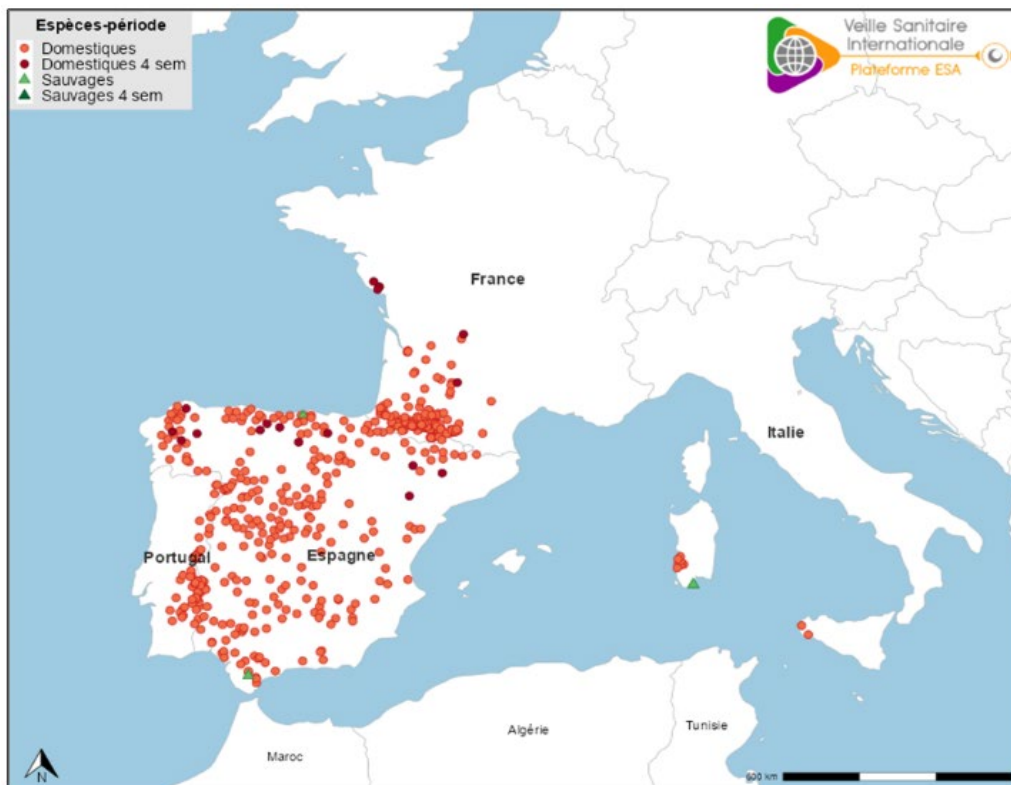 Espèces-période
Domestiques
Domestiques 4 sem
Sauvages
Sauvages 4 sem
Veille Sanitaire
Internationale
Plateforme ESA
France
Italie
Portugal
Espagne
Algérie
Tunisie
Maroc
N
500 km